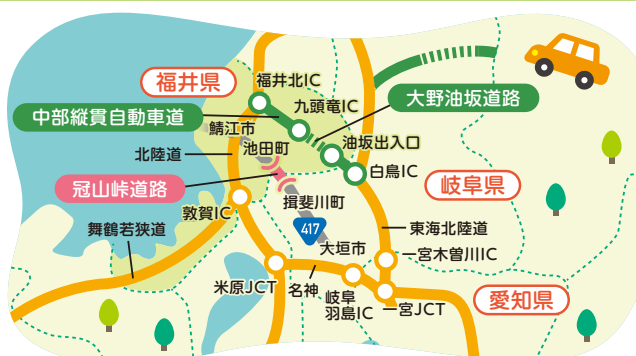 福井県
福井北IC
九頭竜IC
大野油坂道路
中部縦貫自動車道
鯖江市
油坂出入口
池田町
北陸道
白鳥IC
冠山峠道路
岐阜県
揖斐川町
敦賀IC
舞鶴若狭道
417
東海北陸道
大垣市
一宮木曽川IC
米原JCT
名神
岐阜
羽島IC
一宮JCT
愛知県